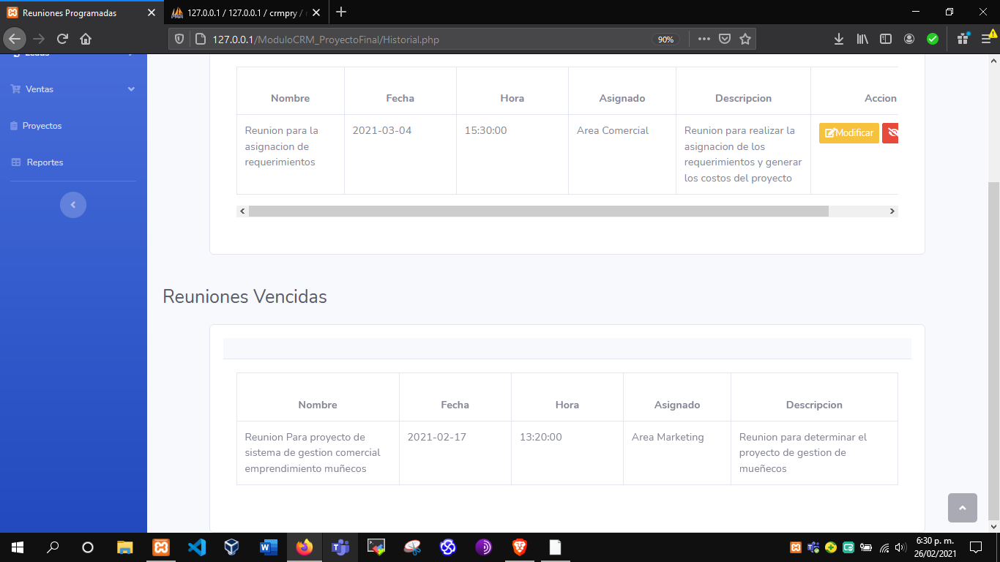 Reuniones Programadas
127.0.0.1 / 127.0.0.1 / crmpry /
127.0.0.1/ModuloCRM_ProyectoFinal/Historial.php
90%
Leads
Ventas
Proyectos
Reportes
Nombre Fecha Hora Asignado Descripcion Accion
Reunion para la 2021-03-04 15:30:00 Area Comercial Reunion para realizar la Modificar
asignacion de asignacion de los
requerimientos requerimientos y generar
los costos del proyecto
Reuniones Vencidas
Nombre Fecha Hora Asignado Descripcion
Reunion Para proyecto de 2021-02-17 13:20:00 Area Marketing Reunion para determinar el
sistema de gestion comercial proyecto de gestion de
emprendimiento muñecos mueñecos
6:30 p. m.
26/02/2021